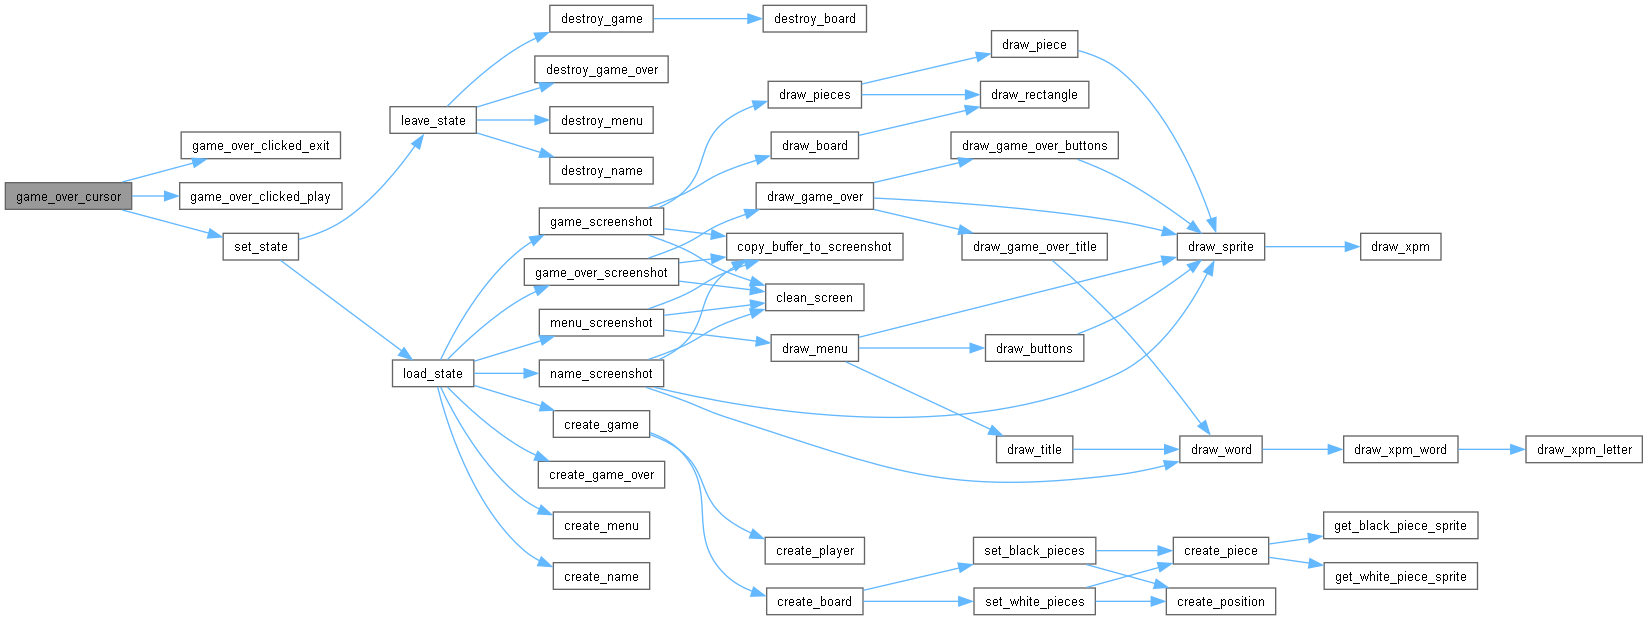 game_over_cursor
game_over_clicked_exit
game_over_clicked_play
set_state
leave_state
load_state
destroy_game
destroy_game_over
destroy_menu
destroy_name
game_screenshot
game_over_screenshot
menu_screenshot
name_screenshot
create_game
create_game_over
create_menu
create_name
destroy_board
draw_pieces
draw_board
draw_game_over
copy_buffer_to_screenshot
clean_screen
draw_menu
create_player
create_board
draw_piece
draw_rectangle
draw_game_over_buttons
draw_game_over_title
draw_buttons
draw_title
set_black_pieces
set_white_pieces
draw_sprite
draw_word
create_piece
create_position
draw_xpm
draw_xpm_word
get_black_piece_sprite
get_white_piece_sprite
draw_xpm_letter